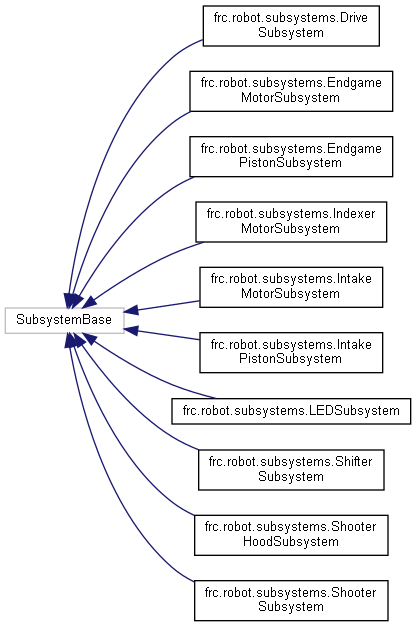 frc.robot.subsystems.Drive
Subsystem
frc.robot.subsystems.Endgame
MotorSubsystem
frc.robot.subsystems.Endgame
PistonSubsystem
frc.robot.subsystems.Indexer
MotorSubsystem
frc.robot.subsystems.Intake
MotorSubsystem
SubsystemBase
frc.robot.subsystems.Intake
PistonSubsystem
frc.robot.subsystems.LEDSubsystem
frc.robot.subsystems.Shifter
Subsystem
frc.robot.subsystems.Shooter
HoodSubsystem
frc.robot.subsystems.Shooter
Subsystem